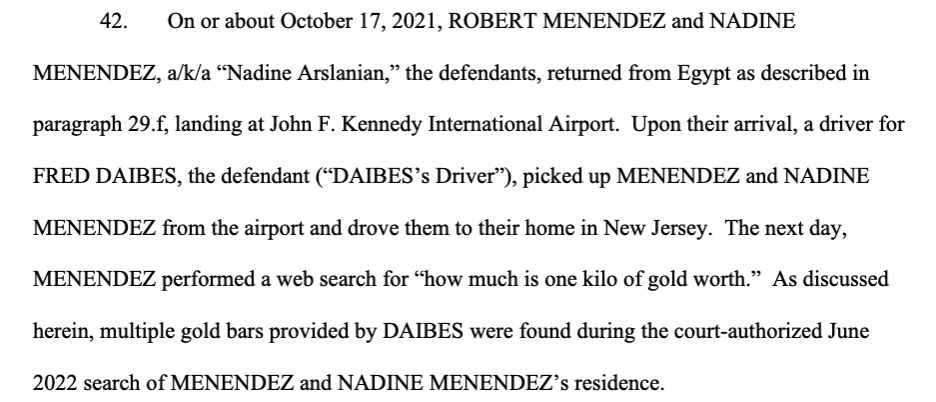 42. On or about October 17, 2021, ROBERT MENENDEZ and NADINE
MENENDEZ, a/k/a “Nadine Arslanian,” the defendants, returned from Egypt as described in
paragraph 29.f, landing at John F. Kennedy International Airport. Upon their arrival, a driver for
FRED DAIBES, the defendant (“DAIBES’s Driver”), picked up MENENDEZ and NADINE
MENENDEZ from the airport and drove them to their home in New Jersey. The next day,
MENENDEZ performed a web search for “how much is one kilo of gold worth.” As discussed
herein, multiple gold bars provided by DAIBES were found during the court-authorized June
2022 search of MENENDEZ and NADINE MENENDEZ’s residence.